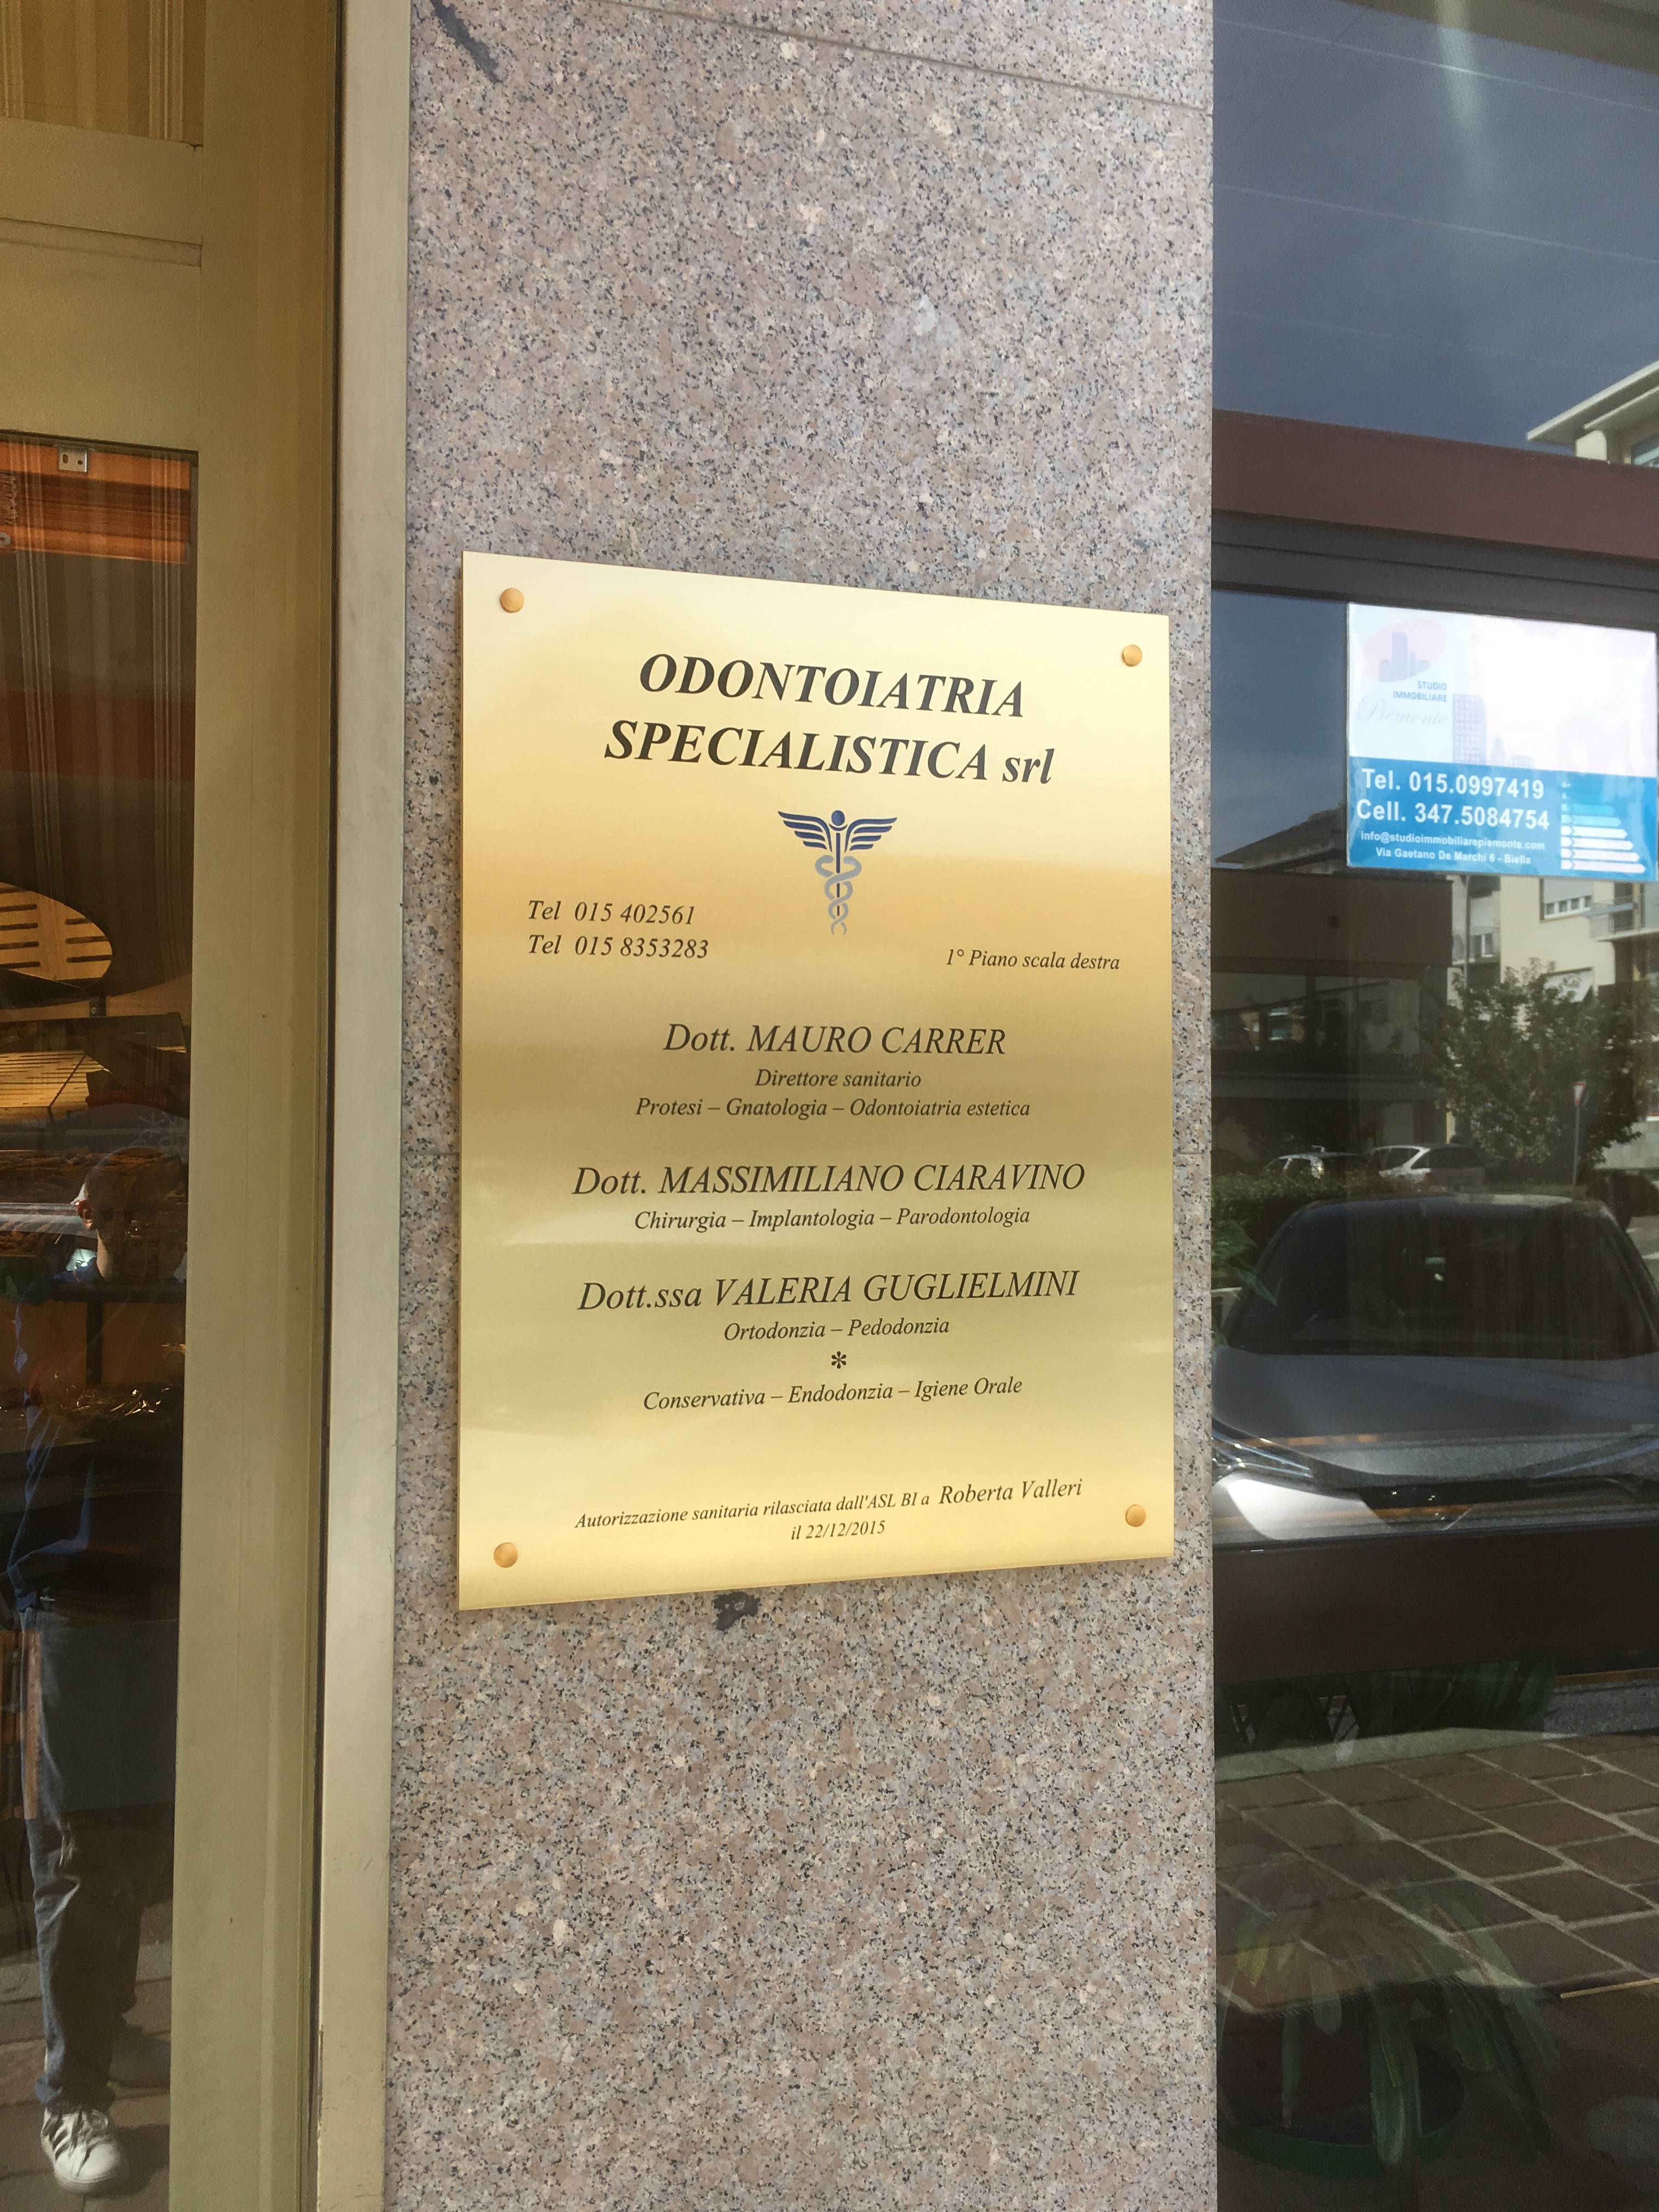 ODONTOIATRIA
SPECIALISTICA srl
Tel 015 402561
Tel 015 8353283
1° Piano scala destra
Dott. MAURO CARRER
Direttore sanitario
Protesi – Gnatologia – Odontoiatria estetica
Dott. MASSIMILIANO CIARAVINO
Chirurgia – Implantologia – Parodontologia
Dott.ssa VALERIA GUGLIELMINI
Ortodonzia – Pedodonzia
*
Conservativa – Endodonzia – Igiene Orale
Autorizzazione sanitaria rilasciata dall'ASL BI a Roberta Valleri
il 22/12/2015
STUDIO
IMMOBILIARE
Piemonte
Tel. 015.0997419
Cell. 347.5084754
info@studioimmobiliarepiemonte.com
Via Gaetano De Marchi 6 - Biella